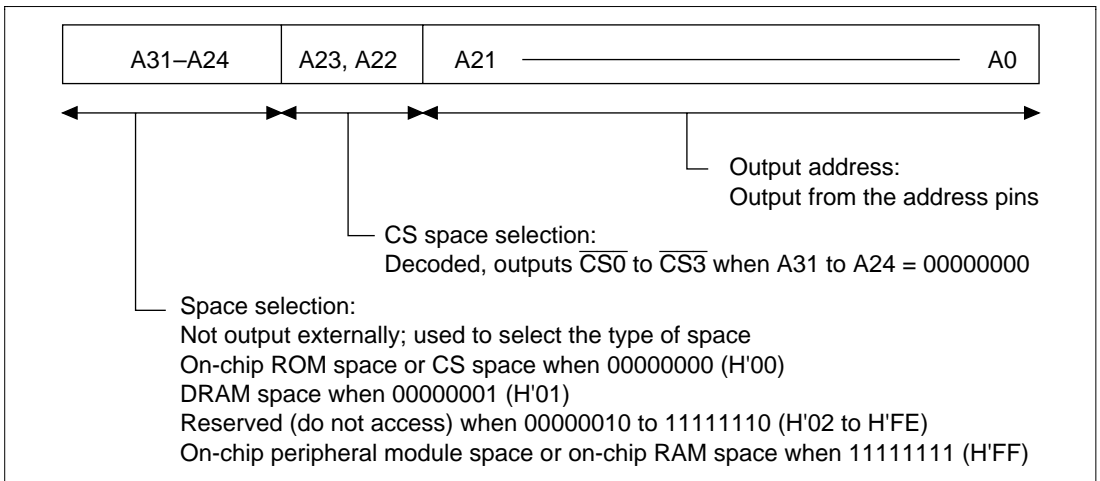 A31–A24 A23, A22 A21 A0
Output address:
Output from the address pins
CS space selection:
Decoded, outputs C̅S̅0̅ to C̅S̅3̅ when A31 to A24 = 00000000
Space selection:
Not output externally; used to select the type of space
On-chip ROM space or CS space when 00000000 (H'00)
DRAM space when 00000001 (H'01)
Reserved (do not access) when 00000010 to 11111110 (H'02 to H'FE)
On-chip peripheral module space or on-chip RAM space when 11111111 (H'FF)